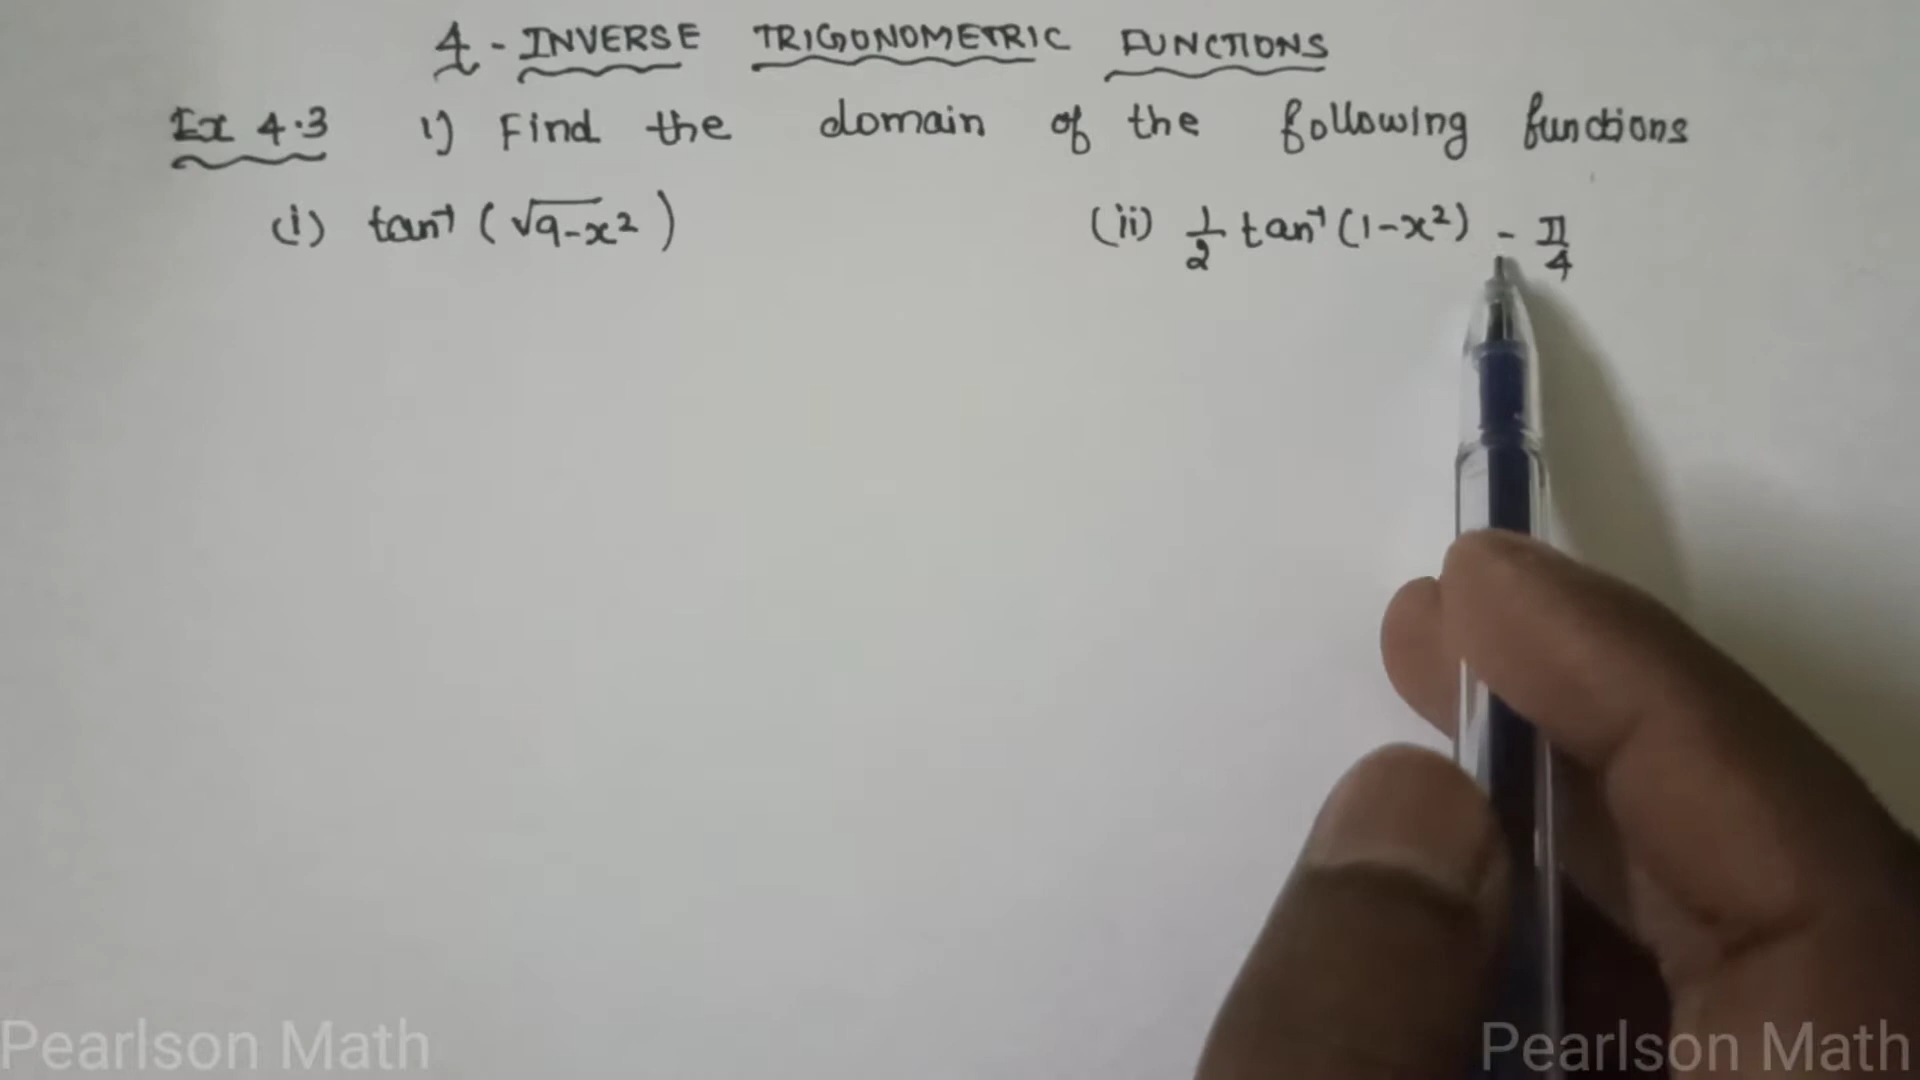 4 - INVERSE TRIGONOMETRIC FUNCTIONS
Ex 4.3 1) Find the domain of the following functions
(i) tan⁻¹ (√9-x²) (ii) 1/2 tan⁻¹ (1-x²) - π/4
Pearlson Math Pearlson Math